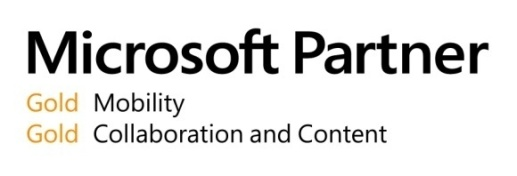 Microsoft Partner
Gold Mobility
Gold Collaboration and Content